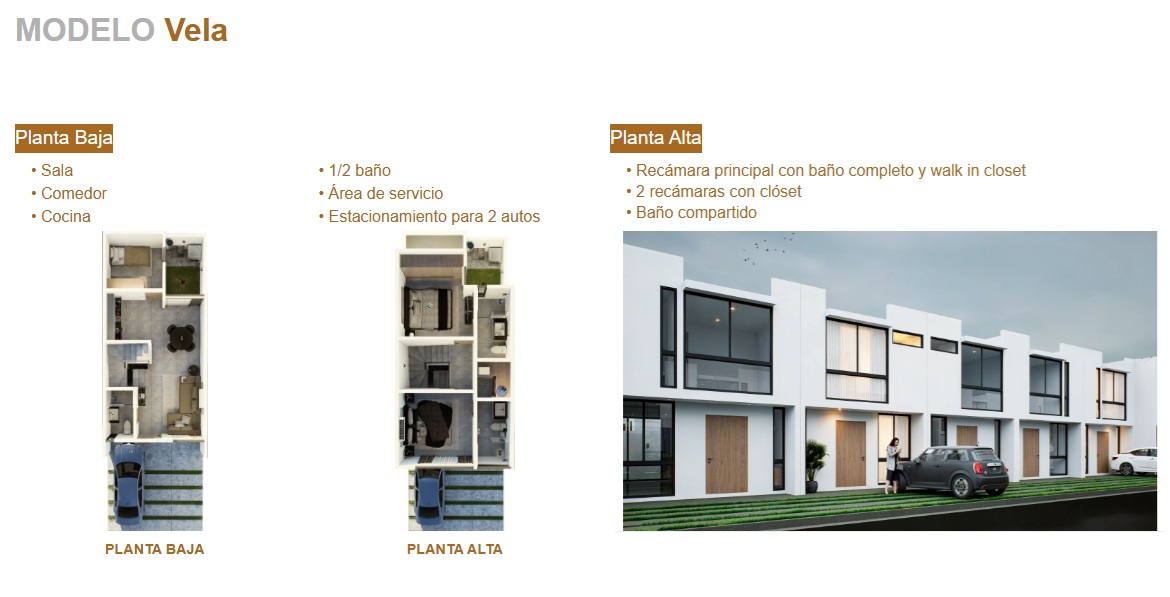 MODELO Vela
Planta Baja
• Sala
• Comedor
• Cocina
• 1/2 baño
• Área de servicio
• Estacionamiento para 2 autos
Planta Alta
• Recámara principal con baño completo y walk in closet
• 2 recámaras con clóset
• Baño compartido
PLANTA BAJA
PLANTA ALTA